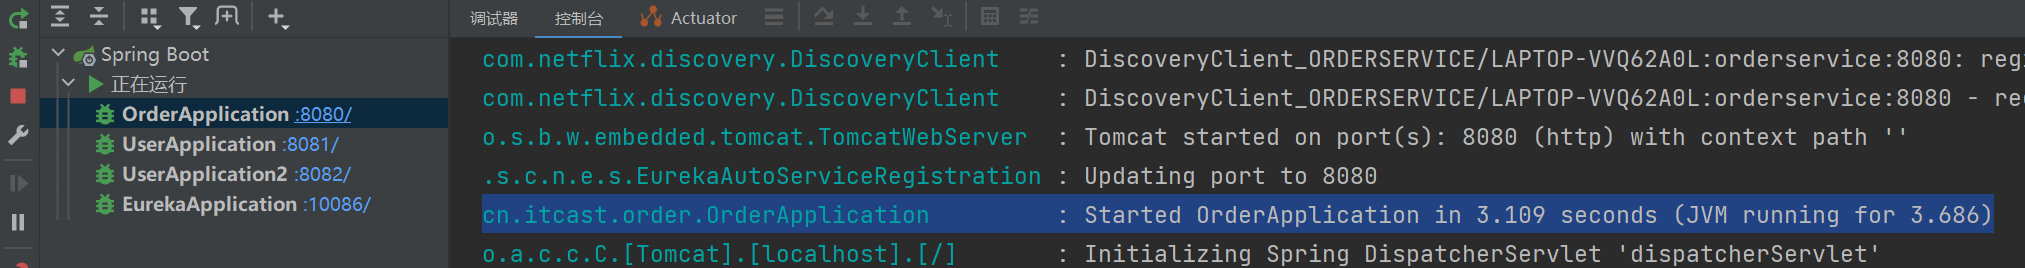 调试器 控制台 Actuator
Spring Boot
正在运行
OrderApplication :8080/
UserApplication :8081/
UserApplication2 :8082/
EurekaApplication :10086/
com.netflix.discovery.DiscoveryClient : DiscoveryClient_ORDERSERVICE/LAPTOP-VVQ62A0L:orderservice:8080: reg
com.netflix.discovery.DiscoveryClient : DiscoveryClient_ORDERSERVICE/LAPTOP-VVQ62A0L:orderservice:8080 - re
o.s.b.w.embedded.tomcat.TomcatWebServer : Tomcat started on port(s): 8080 (http) with context path ''
.s.c.n.e.s.EurekaAutoServiceRegistration : Updating port to 8080
cn.itcast.order.OrderApplication : Started OrderApplication in 3.109 seconds (JVM running for 3.686)
o.a.c.c.C.[Tomcat].[localhost].[/] : Initializing Spring DispatcherServlet 'dispatcherServlet'